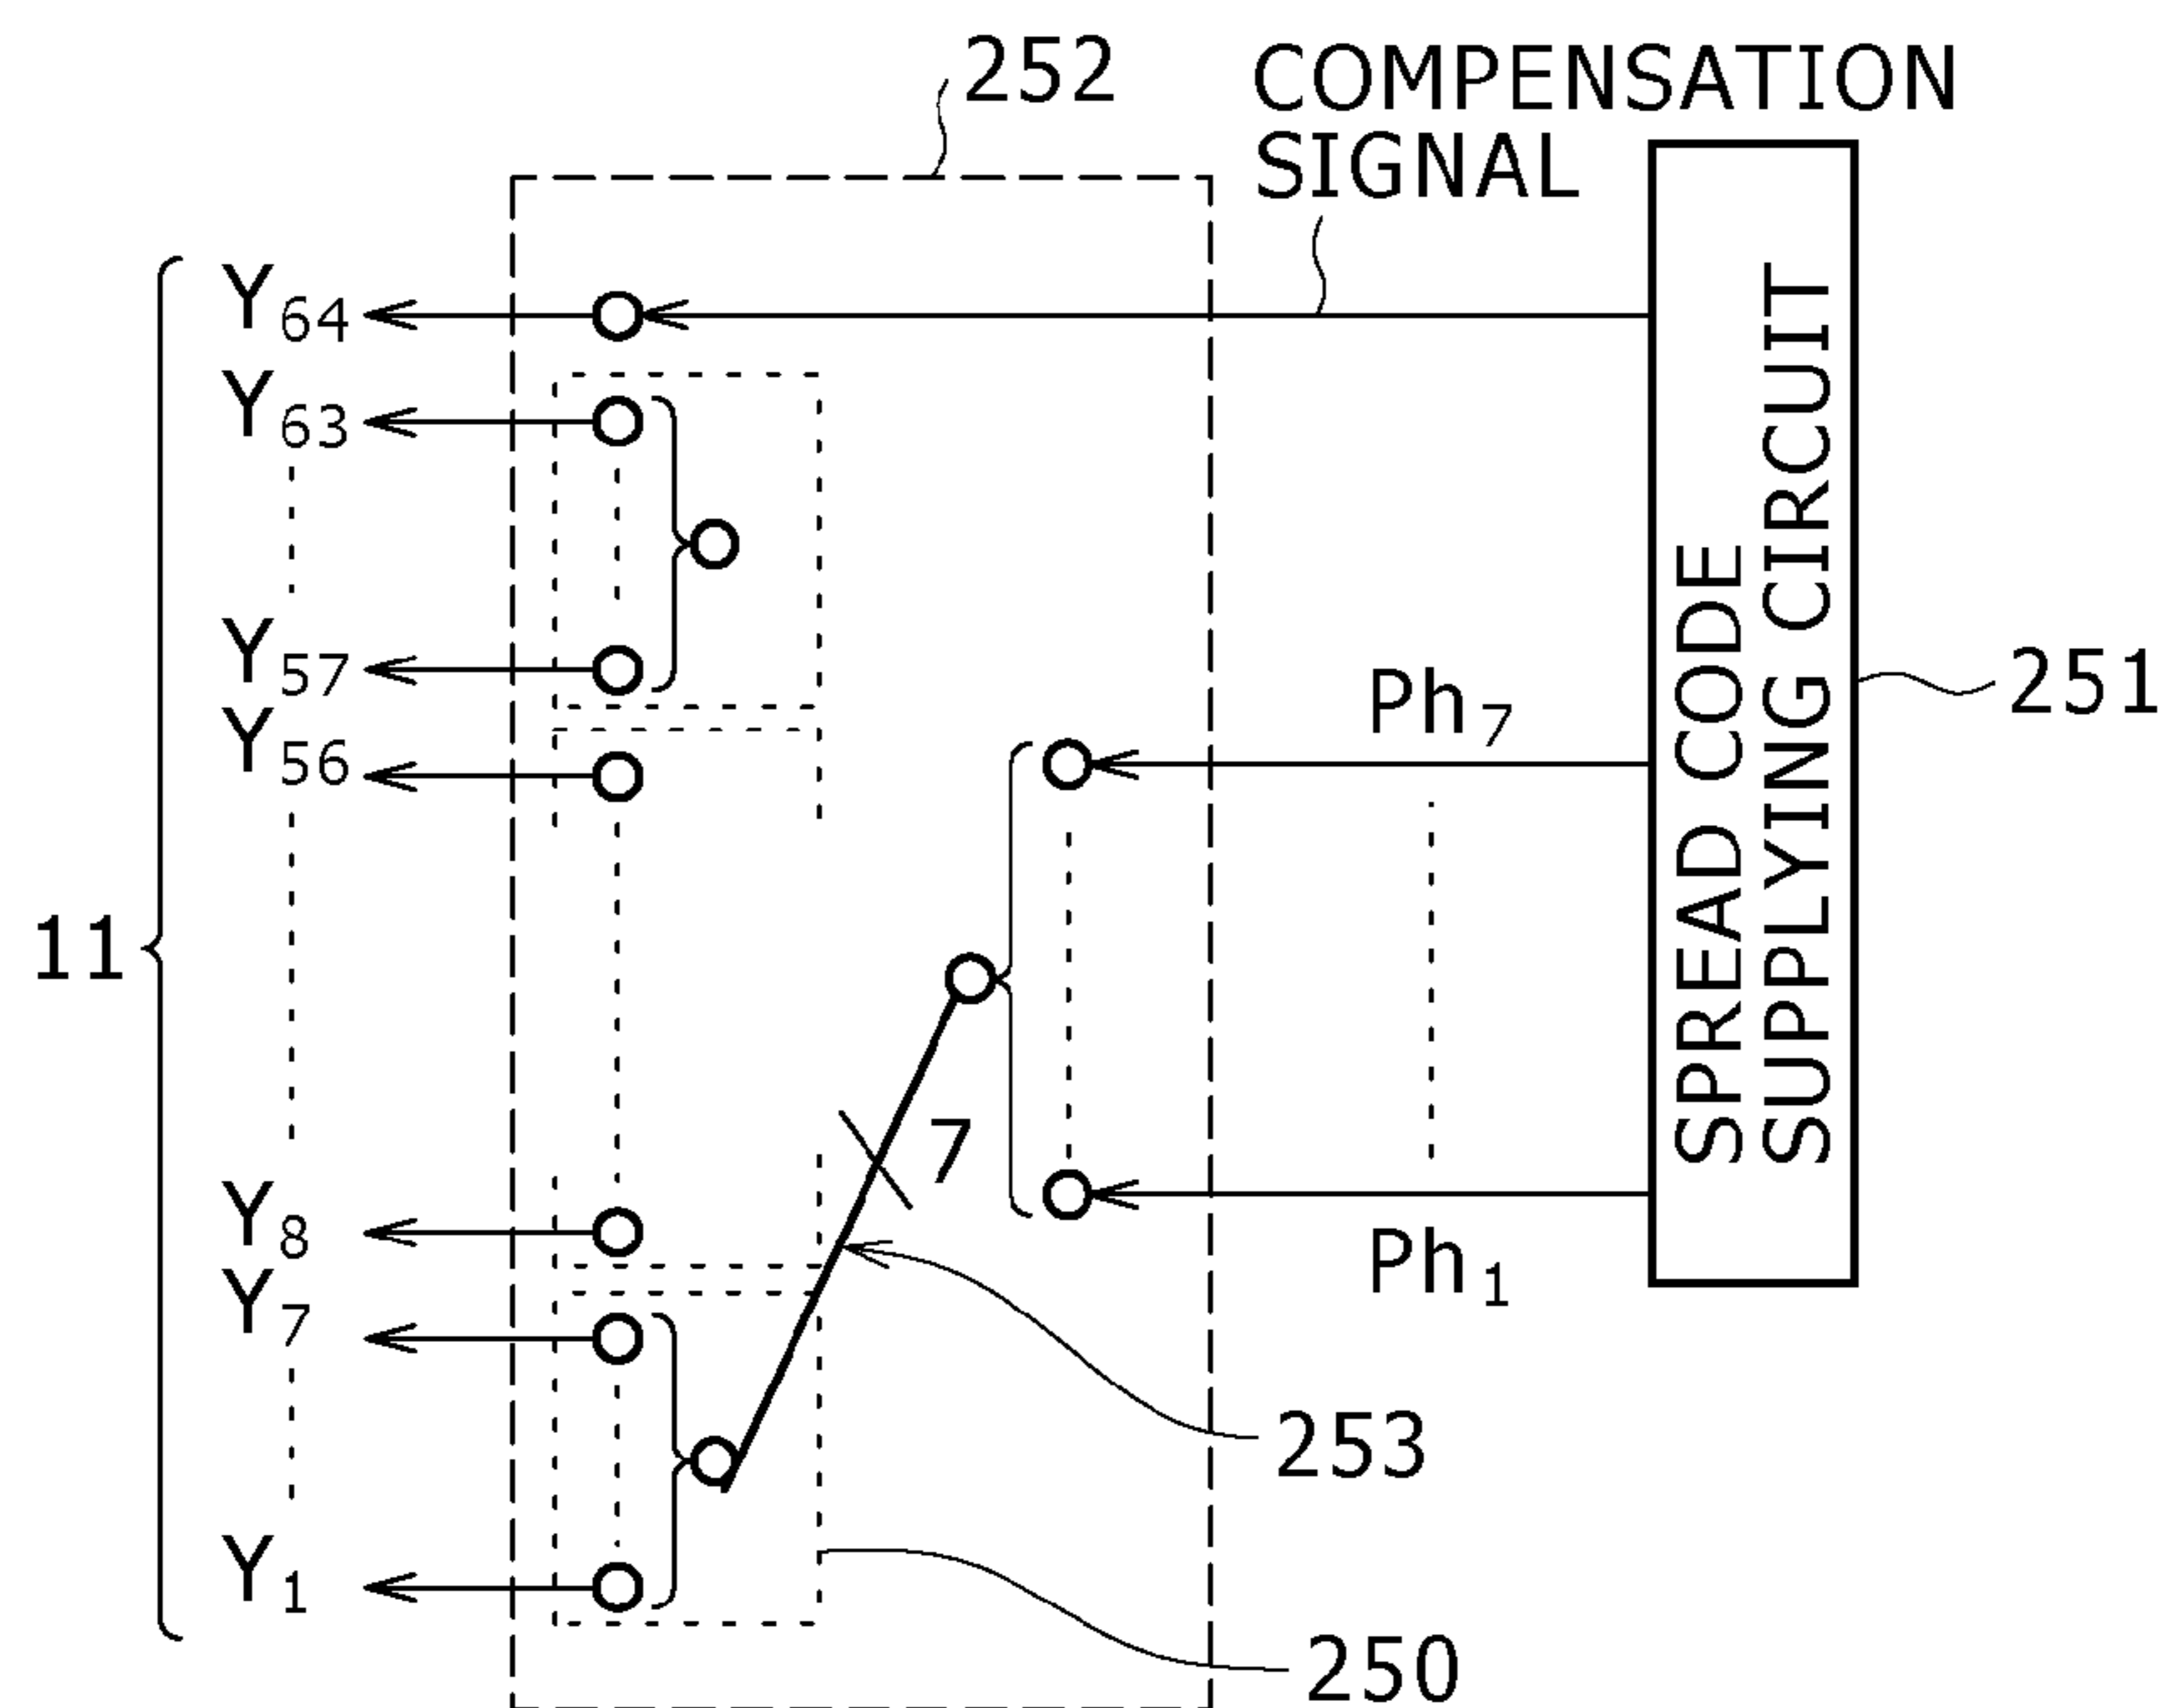 252
COMPENSATION
SIGNAL
Y64
Y63
Y57
Y56
Y8
Y7
Y1
11
Ph7
7
Ph1
SPREAD CODE
SUPPLYING CIRCUIT
251
253
250